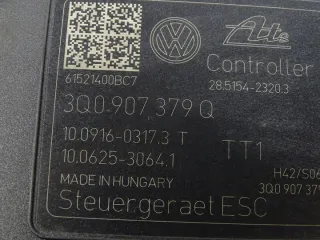 Ate
Controller
61521400BC7
28.5154-2320.3
3Q0.907.379 Q
10.0916-0317.3 T
TT1
10.0625-3064.1
H42/S06
MADE IN HUNGARY
3Q0 907 379
Steuergeraet ESC